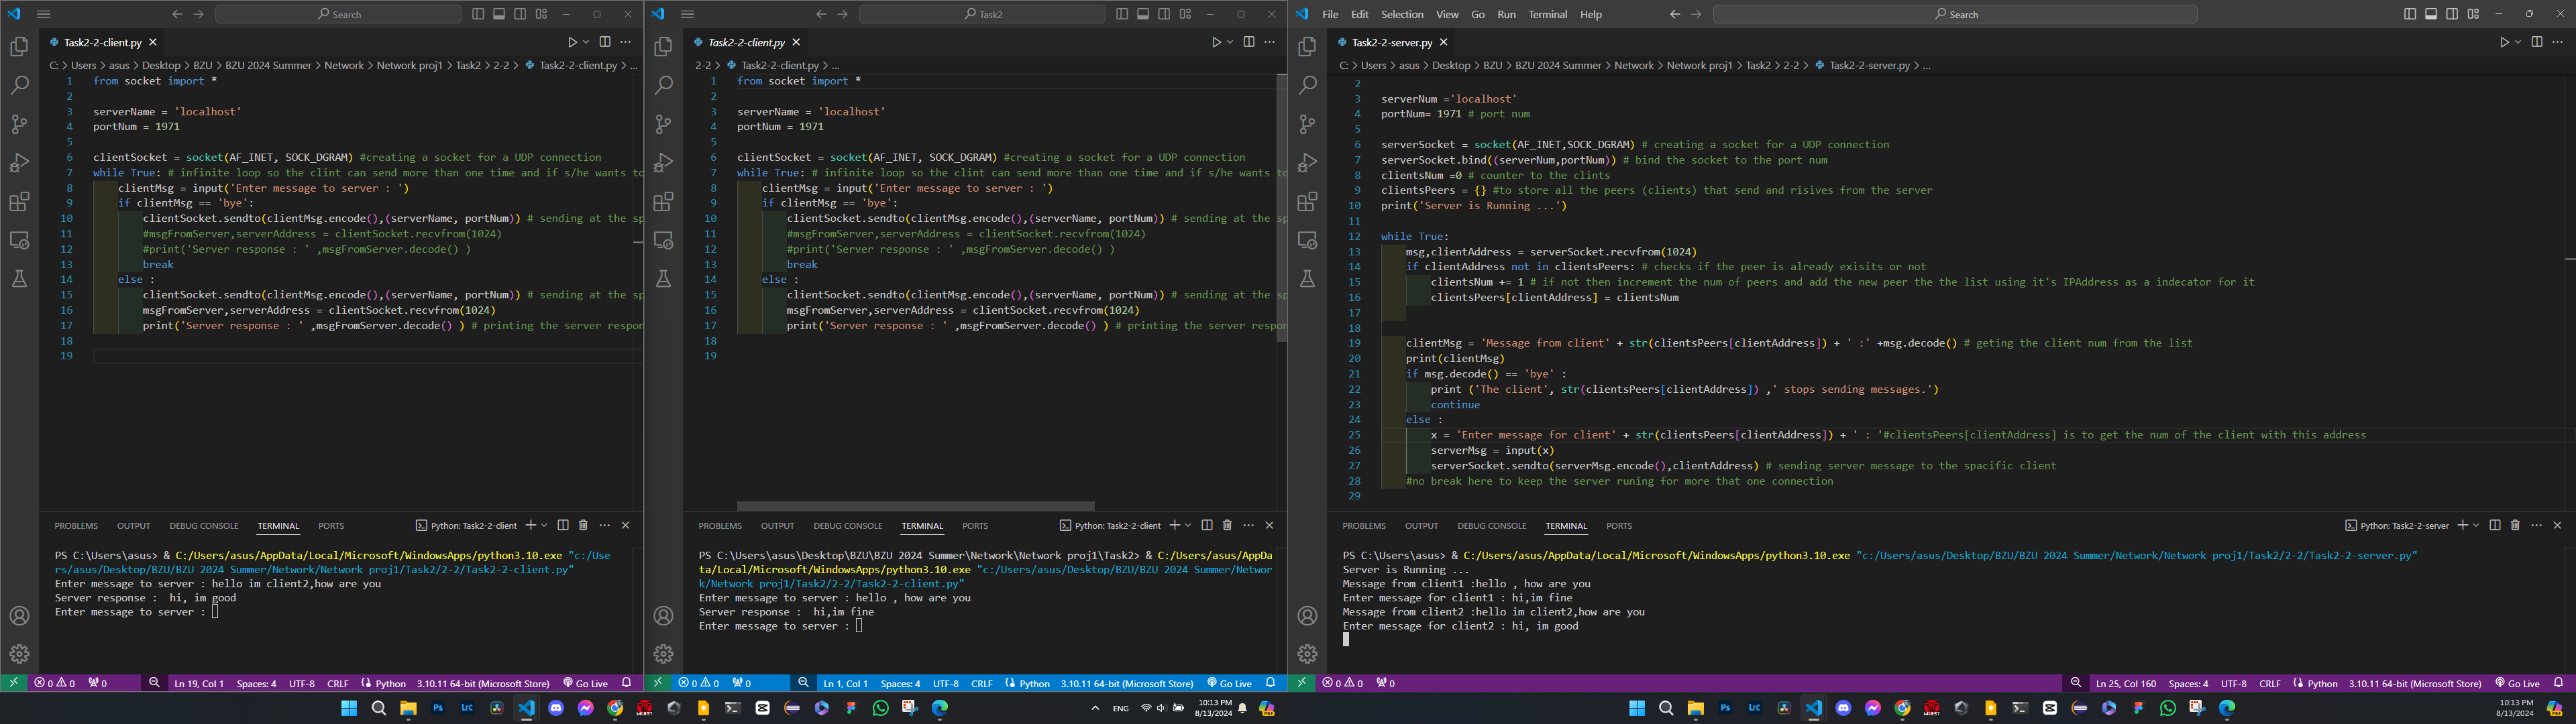 Search
Task2-2-client.py
C: > Users > asus > Desktop > BZU > BZU 2024 Summer > Network > Network proj1 > Task2 > 2-2 > Task2-2-client.py > ...
1 from socket import *
2
3 serverName = 'localhost'
4 portNum = 1971
5
6 clientSocket = socket(AF_INET, SOCK_DGRAM) #creating a socket for a UDP connection
7 while True: # infinite loop so the clint can send more than one time and if s/he wants to
8 clientMsg = input('Enter message to server : ')
9 if clientMsg == 'bye':
10 clientSocket.sendto(clientMsg.encode(),(serverName, portNum)) # sending at the sp
11 #msgFromServer,serverAddress = clientSocket.recvfrom(1024)
12 #print('Server response : ' ,msgFromServer.decode() )
13 break
14 else :
15 clientSocket.sendto(clientMsg.encode(),(serverName, portNum)) # sending at the sp
16 msgFromServer,serverAddress = clientSocket.recvfrom(1024)
17 print('Server response : ' ,msgFromServer.decode() ) # printing the server respon
18
19
PROBLEMS OUTPUT DEBUG CONSOLE TERMINAL PORTS Python: Task2-2-client
PS C:\Users\asus> & C:/Users/asus/AppData/Local/Microsoft/WindowsApps/python3.10.exe "c:/Use
rs/asus/Desktop/BZU/BZU 2024 Summer/Network/Network proj1/Task2/2-2/Task2-2-client.py"
Enter message to server : hello im client2,how are you
Server response :  hi, im good
Enter message to server :
0 0 0 Ln 19, Col 1 Spaces: 4 UTF-8 CRLF Python 3.10.11 64-bit (Microsoft Store) Go Live
Task2
Task2-2-client.py
2-2 > Task2-2-client.py > ...
1 from socket import *
2
3 serverName = 'localhost'
4 portNum = 1971
5
6 clientSocket = socket(AF_INET, SOCK_DGRAM) #creating a socket for a UDP connection
7 while True: # infinite loop so the clint can send more than one time and if s/he wants to
8 clientMsg = input('Enter message to server : ')
9 if clientMsg == 'bye':
10 clientSocket.sendto(clientMsg.encode(),(serverName, portNum)) # sending at the sp
11 #msgFromServer,serverAddress = clientSocket.recvfrom(1024)
12 #print('Server response : ' ,msgFromServer.decode() )
13 break
14 else :
15 clientSocket.sendto(clientMsg.encode(),(serverName, portNum)) # sending at the sp
16 msgFromServer,serverAddress = clientSocket.recvfrom(1024)
17 print('Server response : ' ,msgFromServer.decode() ) # printing the server respon
18
19
PROBLEMS OUTPUT DEBUG CONSOLE TERMINAL PORTS Python: Task2-2-client
PS C:\Users\asus\Desktop\BZU\BZU 2024 Summer\Network\Network proj1\Task2> & C:/Users/asus/AppDa
ta/Local/Microsoft/WindowsApps/python3.10.exe "c:/Users/asus/Desktop/BZU/BZU 2024 Summer/Networ
k/Network proj1/Task2/2-2/Task2-2-client.py"
Enter message to server : hello , how are you
Server response :  hi,im fine
Enter message to server :
0 0 0 Ln 1, Col 1 Spaces: 4 UTF-8 CRLF Python 3.10.11 64-bit (Microsoft Store) Go Live
File Edit Selection View Go Run Terminal Help Search
Task2-2-server.py
C: > Users > asus > Desktop > BZU > BZU 2024 Summer > Network > Network proj1 > Task2 > 2-2 > Task2-2-server.py > ...
2
3 serverNum ='localhost'
4 portNum= 1971 # port num
5
6 serverSocket = socket(AF_INET,SOCK_DGRAM) # creating a socket for a UDP connection
7 serverSocket.bind((serverNum,portNum)) # bind the socket to the port num
8 clientsNum =0 # counter to the clints
9 clientsPeers = {} #to store all the peers (clients) that send and risives from the server
10 print('Server is Running ...')
11
12 while True:
13 msg,clientAddress = serverSocket.recvfrom(1024)
14 if clientAddress not in clientsPeers: # checks if the peer is already exisits or not
15 clientsNum += 1 # if not then increment the num of peers and add the new peer the the list using it's IPAddress as a indecator for it
16 clientsPeers[clientAddress] = clientsNum
17
18
19 clientMsg = 'Message from client' + str(clientsPeers[clientAddress]) + ' :' +msg.decode() # geting the client num from the list
20 print(clientMsg)
21 if msg.decode() == 'bye' :
22 print ('The client', str(clientsPeers[clientAddress]) ,' stops sending messages.')
23 continue
24 else :
25 x = 'Enter message for client' + str(clientsPeers[clientAddress]) + ' : '#clientsPeers[clientAddress] is to get the num of the client with this address
26 serverMsg = input(x)
27 serverSocket.sendto(serverMsg.encode(),clientAddress) # sending server message to the spacific client
28 #no break here to keep the server runing for more that one connection
29
PROBLEMS OUTPUT DEBUG CONSOLE TERMINAL PORTS Python: Task2-2-server
PS C:\Users\asus> & C:/Users/asus/AppData/Local/Microsoft/WindowsApps/python3.10.exe "c:/Users/asus/Desktop/BZU/BZU 2024 Summer/Network/Network proj1/Task2/2-2/Task2-2-server.py"
Server is Running ...
Message from client1 :hello , how are you
Enter message for client1 : hi,im fine
Message from client2 :hello im client2,how are you
Enter message for client2 : hi, im good
0 0 0 Ln 25, Col 160 Spaces: 4 UTF-8 CRLF Python 3.10.11 64-bit (Microsoft Store) Go Live
Ps Lrc ENG 10:13 PM
8/13/2024
Ps Lrc 10:13 PM
8/13/2024